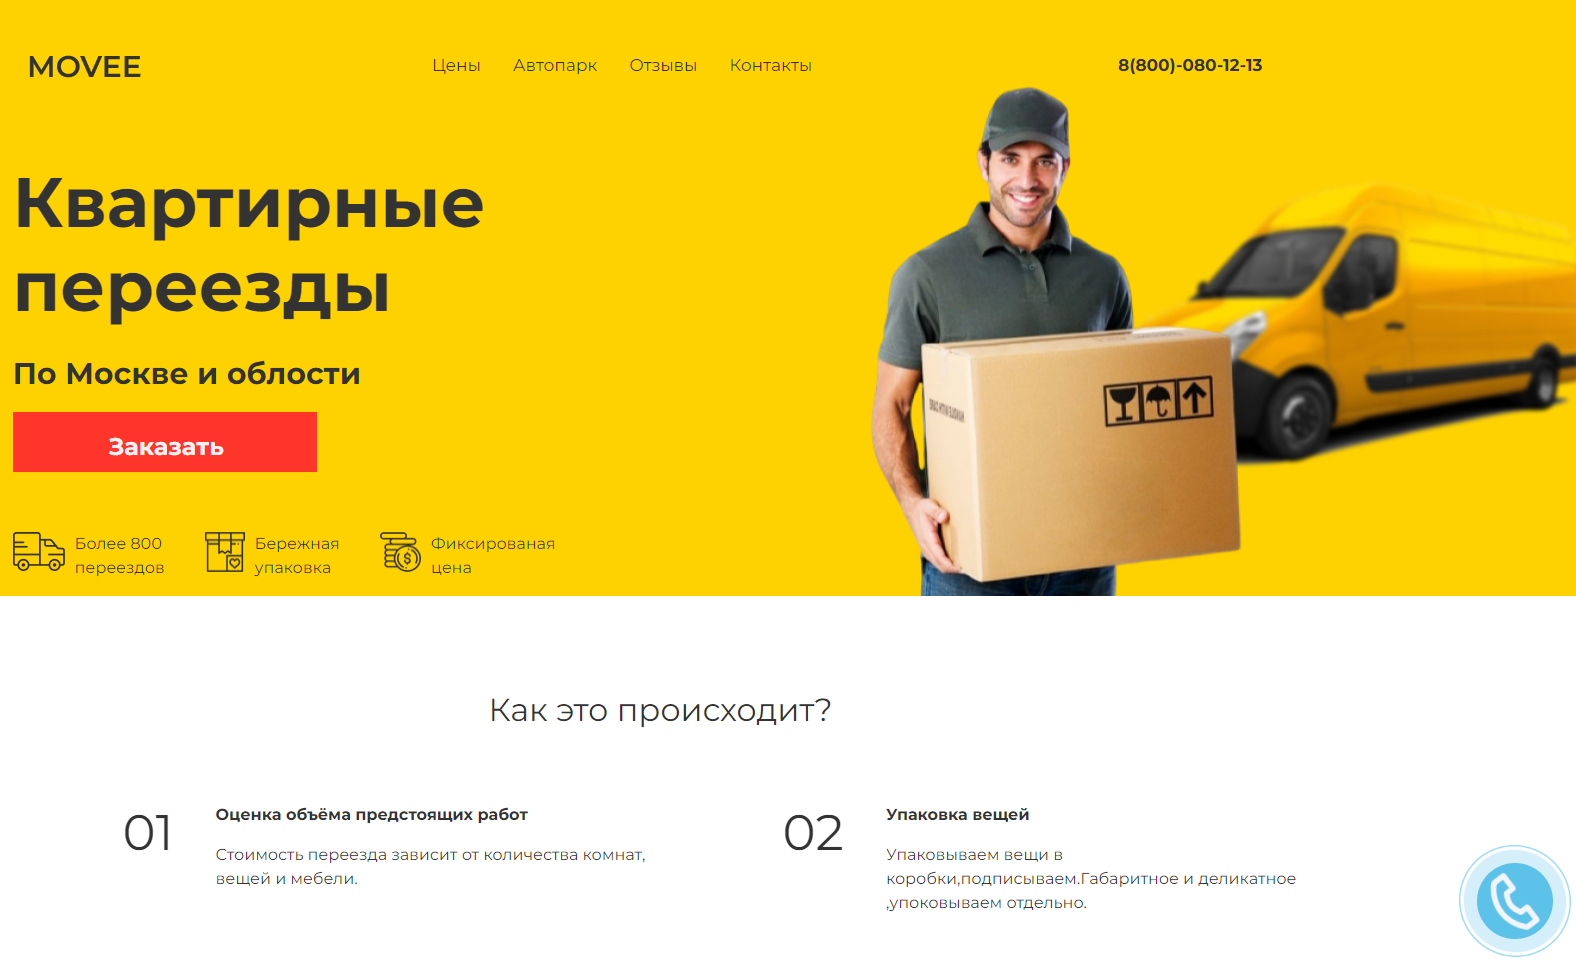 MOVEE
Цены Автопарк Отзывы Контакты
8(800)-080-12-13
Квартирные
переезды
По Москве и облости
Заказать
Более 800
переездов
Бережная
упаковка
Фиксированая
цена
Как это происходит?
01
Оценка объёма предстоящих работ
Стоимость переезда зависит от количества комнат,
вещей и мебели.
02
Упаковка вещей
Упаковываем вещи в
коробки,подписываем.Габаритное и деликатное
,упоковываем отдельно.